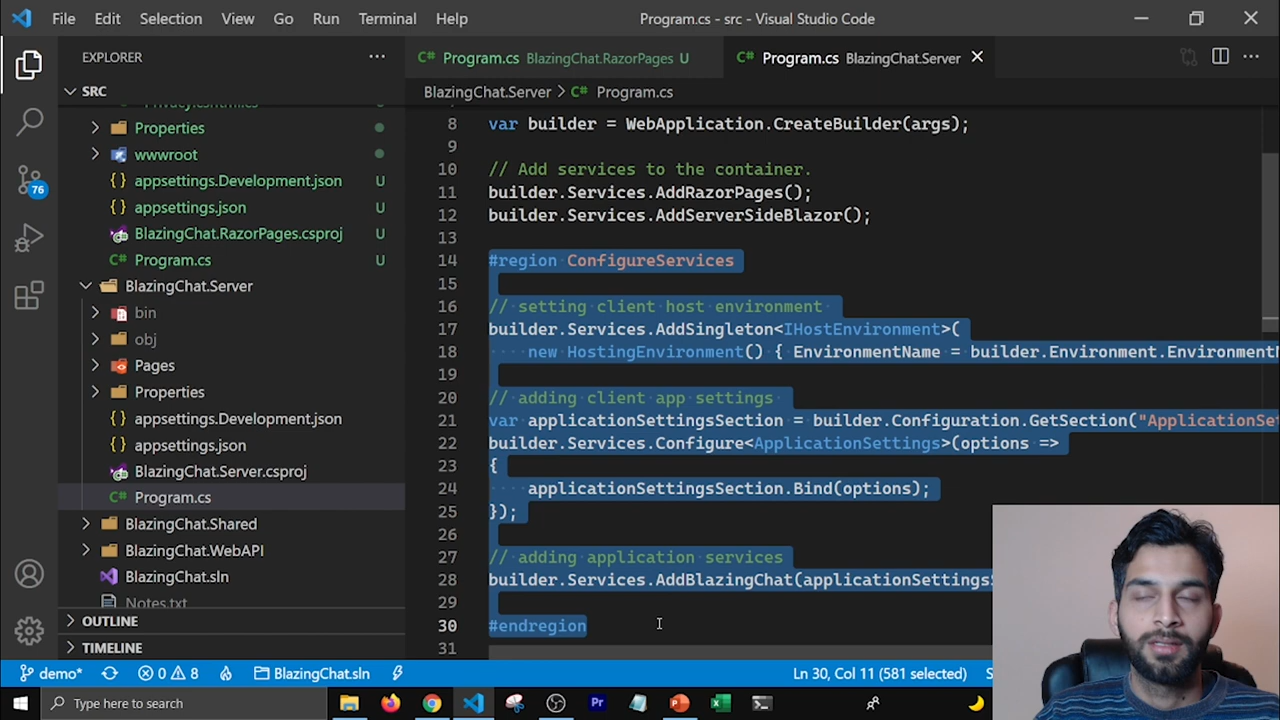 File Edit Selection View Go Run Terminal Help Program.cs - src - Visual Studio Code
EXPLORER
SRC
Privacy.cshtml.cs
Properties
wwwroot
appsettings.Development.json U
appsettings.json U
BlazingChat.RazorPages.csproj U
Program.cs
BlazingChat.Server
bin
obj
Pages
Properties
appsettings.Development.json
appsettings.json
BlazingChat.Server.csproj
Program.cs
BlazingChat.Shared
BlazingChat.WebAPI
BlazingChat.sln
Notes.txt
OUTLINE
TIMELINE
76
C# Program.cs BlazingChat.RazorPages U
C# Program.cs BlazingChat.Server
BlazingChat.Server > C# Program.cs
8 var builder = WebApplication.CreateBuilder(args);
9
10 // Add services to the container.
11 builder.Services.AddRazorPages();
12 builder.Services.AddServerSideBlazor();
13
14 #region ConfigureServices
15
16 // setting client host environment
17 builder.Services.AddSingleton<IHostEnvironment>(
18 new HostingEnvironment() { EnvironmentName = builder.Environment.Environment
19
20 // adding client app settings
21 var applicationSettingsSection = builder.Configuration.GetSection("ApplicationSe
22 builder.Services.Configure<ApplicationSettings>(options =>
23 {
24 applicationSettingsSection.Bind(options);
25 });
26
27 // adding application services
28 builder.Services.AddBlazingChat(applicationSettingsS
29
30 #endregion
31
demo* 0 8 BlazingChat.sln Ln 30, Col 11 (581 selected)
Type here to search